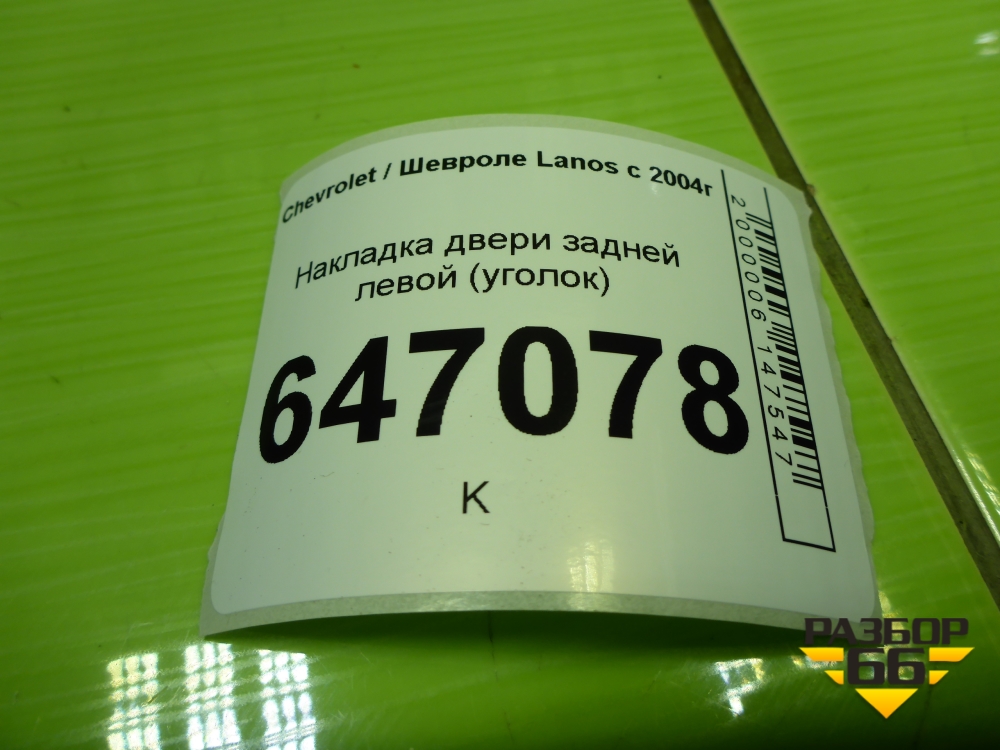 Chevrolet / Шевроле Lanos с 2004г
Накладка двери задней
левой (уголок)
647078
К
2000006147547
РАЗБОР
66